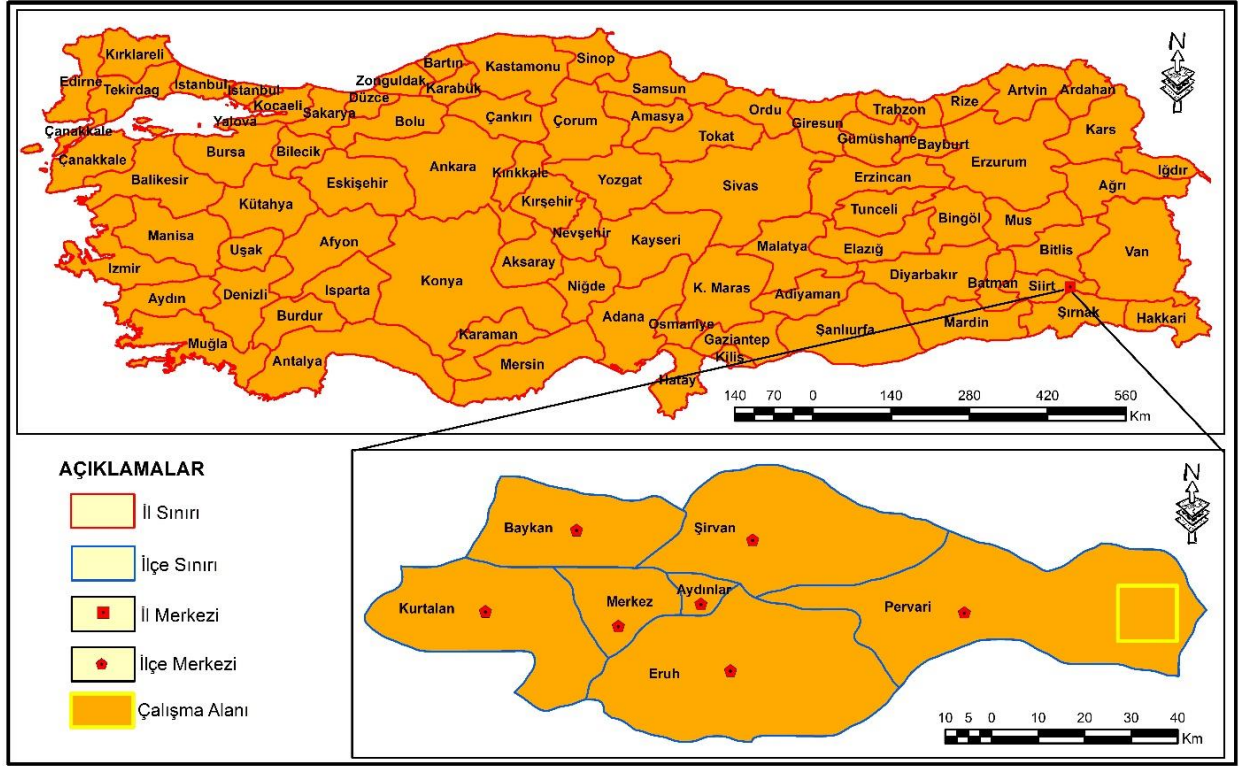 Kırklareli
Edirne
Tekirdag
İstanbul
İstanbul
Kocaeli
Yalova
Sakarya
Düzce
Zonguldak
Bartın
Karabük
Kastamonu
Sinop
Samsun
Ordu
Giresun
Trabzon
Rize
Artvin
Ardahan
Kars
Çanakkale
Çanakkale
Bursa
Bilecik
Bolu
Çankırı
Çorum
Amasya
Tokat
Gümüshane
Bayburt
Erzurum
Iğdır
Balikesir
Kütahya
Eskişehir
Ankara
Kırıkkale
Kırşehir
Yozgat
Sivas
Erzincan
Tunceli
Bingöl
Mus
Ağrı
Manisa
Uşak
Afyon
Nevşehir
Kayseri
Malatya
Elazığ
Bitlis
Van
Izmir
Aydın
Denizli
Isparta
Burdur
Konya
Aksaray
Niğde
K. Maras
Adiyaman
Diyarbakır
Batman
Siirt
Şırnak
Hakkari
Muğla
Antalya
Karaman
Mersin
Adana
Osmaniye
Gaziantep
Kilis
Hatay
Şanlıurfa
Mardin
N
140 70 0 140 280 420 560
Km
AÇIKLAMALAR
İl Sınırı
İlçe Sınırı
İl Merkezi
İlçe Merkezi
Çalışma Alanı
Baykan
Şirvan
Kurtalan
Merkez
Aydınlar
Pervari
Eruh
N
10 5 0 10 20 30 40
Km